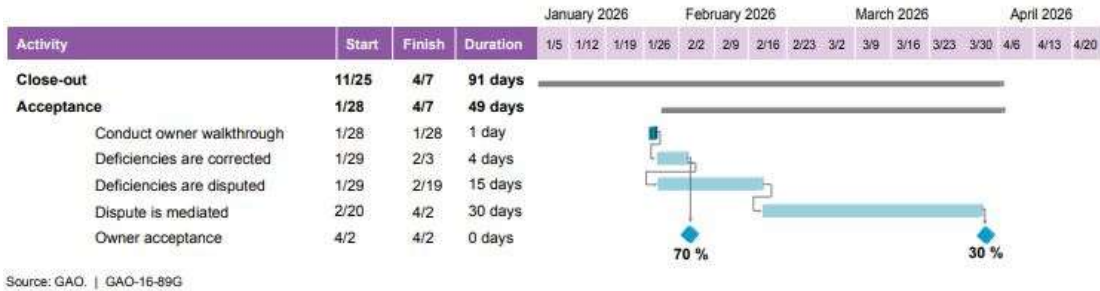 January 2026 February 2026 March 2026 April 2026
Activity Start Finish Duration 1/5 1/12 1/19 1/26 2/2 2/9 2/16 2/23 3/2 3/9 3/16 3/23 3/30 4/6 4/13 4/20
Close-out 11/25 4/7 91 days
Acceptance 1/28 4/7 49 days
Conduct owner walkthrough 1/28 1/28 1 day
Deficiencies are corrected 1/29 2/3 4 days
Deficiencies are disputed 1/29 2/19 15 days
Dispute is mediated 2/20 4/2 30 days
Owner acceptance 4/2 4/2 0 days
70 % 30 %
Source: GAO. | GAO-16-89G